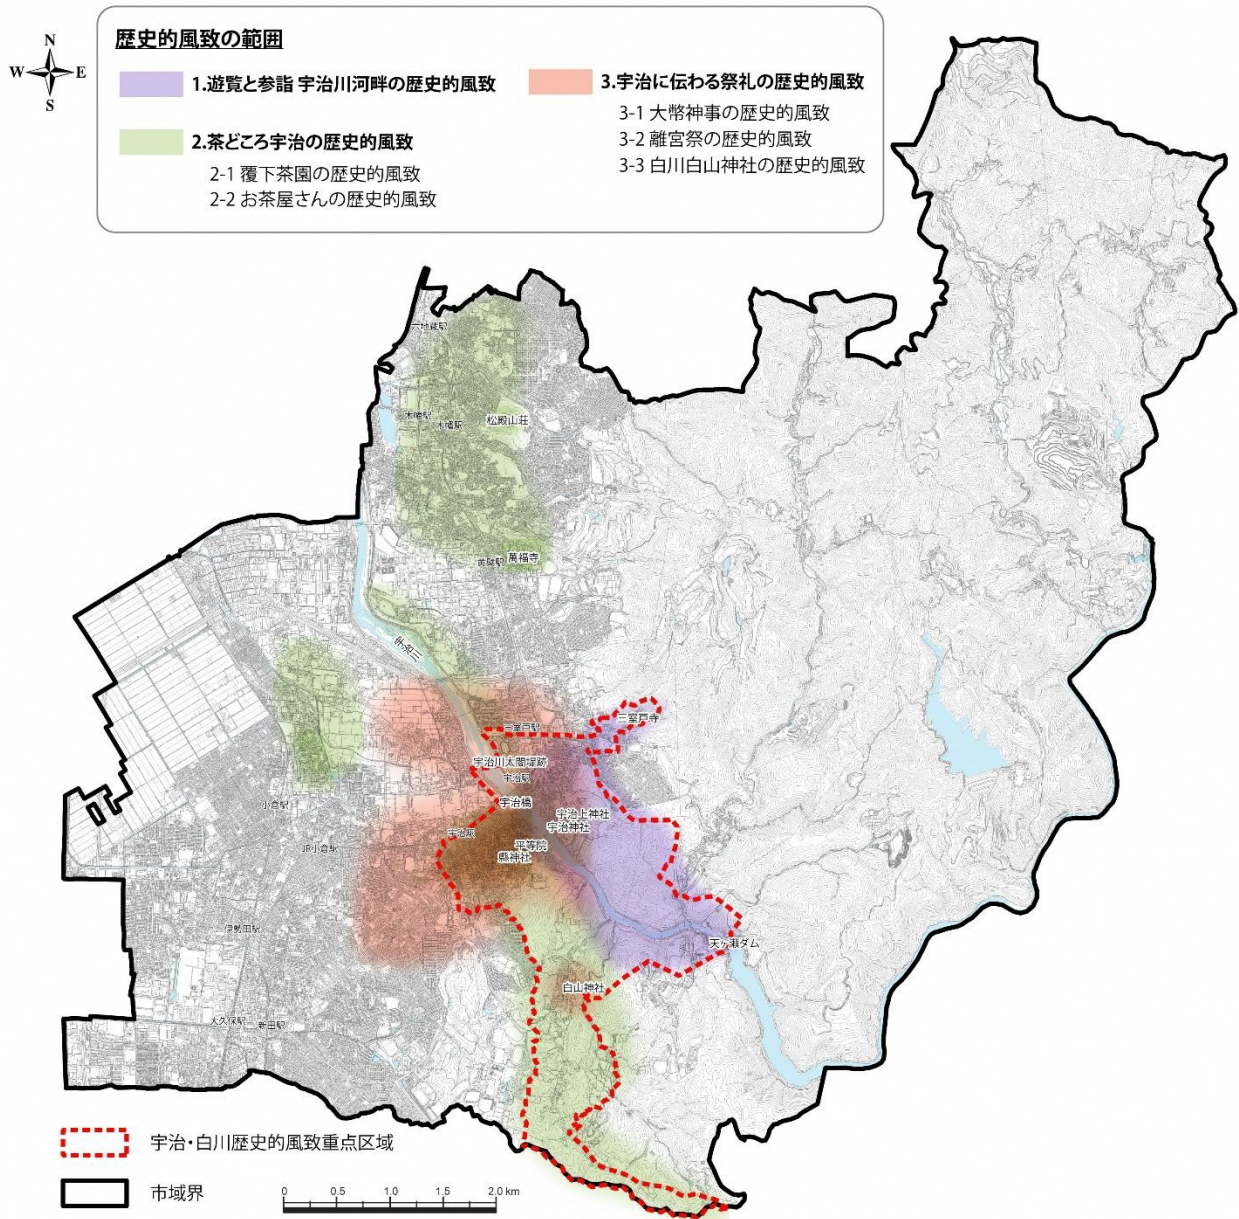 N
W
E
S
歴史的風致の範囲
1.遊覧と参詣 宇治川河畔の歴史的風致
2.茶どころ宇治の歴史的風致
2-1 覆下茶園の歴史的風致
2-2 お茶屋さんの歴史的風致
3.宇治に伝わる祭礼の歴史的風致
3-1 大幣神事の歴史的風致
3-2 離宮祭の歴史的風致
3-3 白川白山神社の歴史的風致
六地蔵駅
木幡駅
木幡駅
松殿山荘
黄檗駅
萬福寺
宇治川
三室戸寺
三室戸駅
宇治川太閤堤跡
宇治駅
宇治橋
小倉駅
宇治上神社
宇治神社
宇治駅
JR小倉駅
平等院
縣神社
伊勢田駅
天ヶ瀬ダム
白山神社
大久保駅
新田駅
宇治・白川歴史的風致重点区域
市域界
0 0.5 1.0 1.5 2.0 km